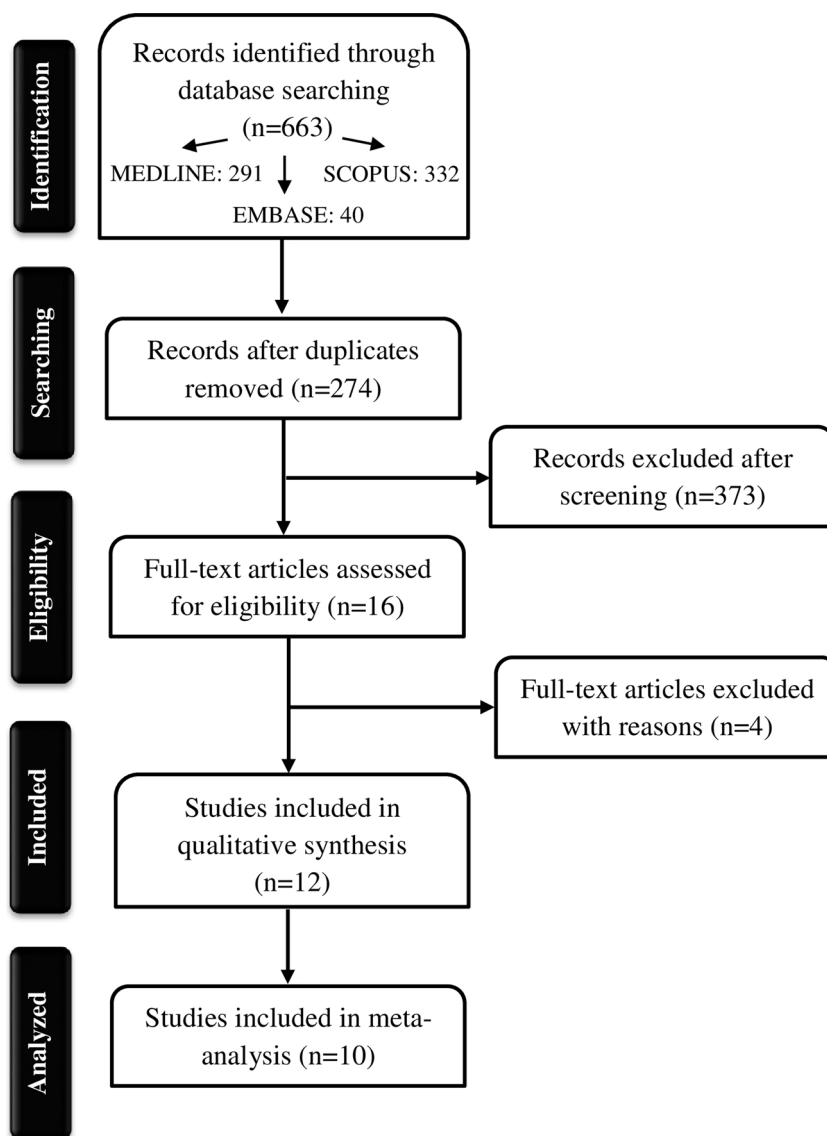 Identification
Records identified through
database searching
(n=663)
MEDLINE: 291
SCOPUS: 332
EMBASE: 40
Searching
Records after duplicates
removed (n=274)
Records excluded after
screening (n=373)
Eligibility
Full-text articles assessed
for eligibility (n=16)
Full-text articles excluded
with reasons (n=4)
Included
Studies included in
qualitative synthesis
(n=12)
Analyzed
Studies included in meta-
analysis (n=10)